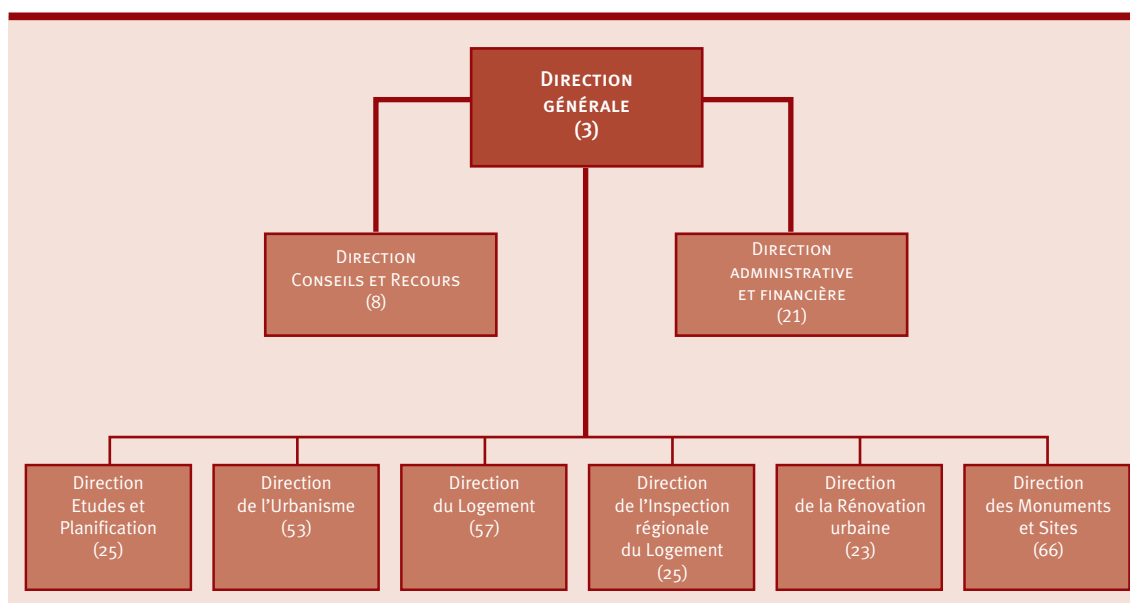 Direction
générale
(3)
Direction
Conseils et Recours
(8)
Direction
administrative
et financière
(21)
Direction
Etudes et
Planification
(25)
Direction
de l'Urbanisme
(53)
Direction
du Logement
(57)
Direction
de l'Inspection
régionale
du Logement
(25)
Direction
de la Rénovation
urbaine
(23)
Direction
des Monuments
et Sites
(66)